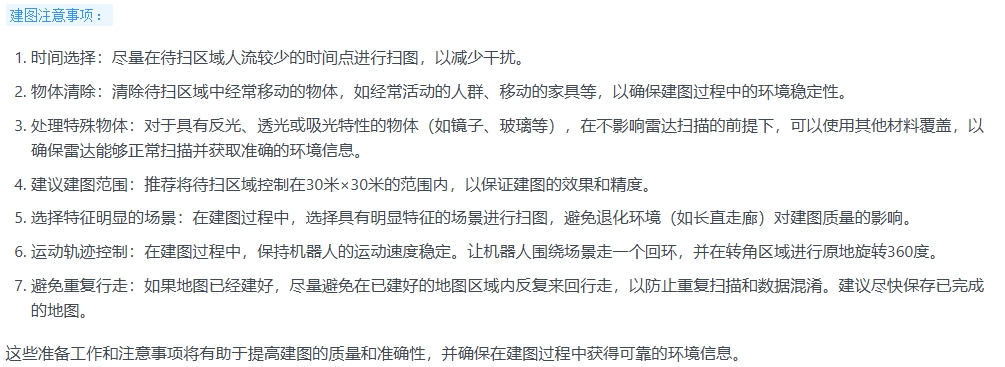 建图注意事项：
1. 时间选择：尽量在待扫区域人流较少的时间点进行扫图，以减少干扰。
2. 物体清除：清除待扫区域中经常移动的物体，如经常活动的人群、移动的家具等，以确保建图过程中的环境稳定性。
3. 处理特殊物体：对于具有反光、透光或吸光特性的物体（如镜子、玻璃等），在不影响雷达扫描的前提下，可以使用其他材料覆盖，以
确保雷达能够正常扫描并获取准确的环境信息。
4. 建议建图范围：推荐将待扫区域控制在30米×30米的范围内，以保证建图的效果和精度。
5. 选择特征明显的场景：在建图过程中，选择具有明显特征的场景进行扫图，避免退化环境（如长直走廊）对建图质量的影响。
6. 运动轨迹控制：在建图过程中，保持机器人的运动速度稳定。让机器人围绕场景走一个回环，并在转角区域进行原地旋转360度。
7. 避免重复行走：如果地图已经建好，尽量避免在已建好的地图区域内反复来回行走，以防止重复扫描和数据混淆。建议尽快保存已完成
的地图。
这些准备工作和注意事项将有助于提高建图的质量和准确性，并确保在建图过程中获得可靠的环境信息。